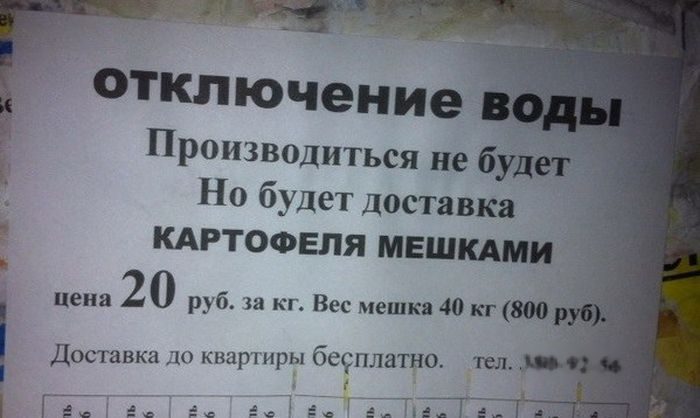 ОТКЛЮЧЕНИЕ ВОДЫ
Производиться не будет
Но будет доставка
КАРТОФЕЛЯ МЕШКАМИ
цена 20 руб. за кг. Вес мешка 40 кг (800 руб).
Доставка до квартиры бесплатно. тел.